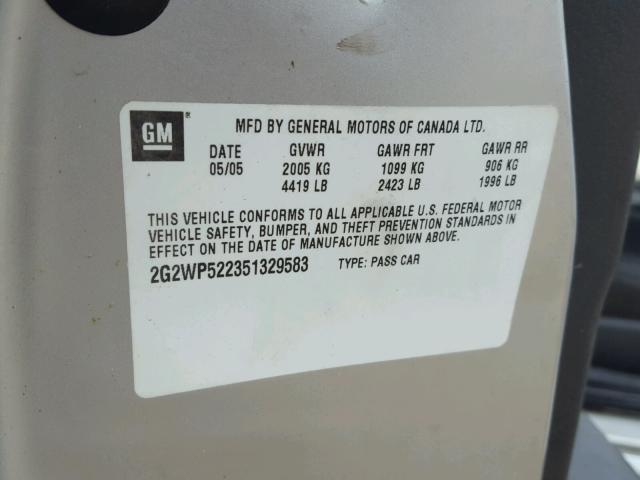 GM
®
MFD BY GENERAL MOTORS OF CANADA LTD.
DATE GVWR GAWR FRT GAWR RR
05/05 2005 KG 1099 KG 906 KG
4419 LB 2423 LB 1996 LB
THIS VEHICLE CONFORMS TO ALL APPLICABLE U.S. FEDERAL MOTOR
VEHICLE SAFETY, BUMPER, AND THEFT PREVENTION STANDARDS IN
EFFECT ON THE DATE OF MANUFACTURE SHOWN ABOVE.
2G2WP522351329583 TYPE: PASS CAR